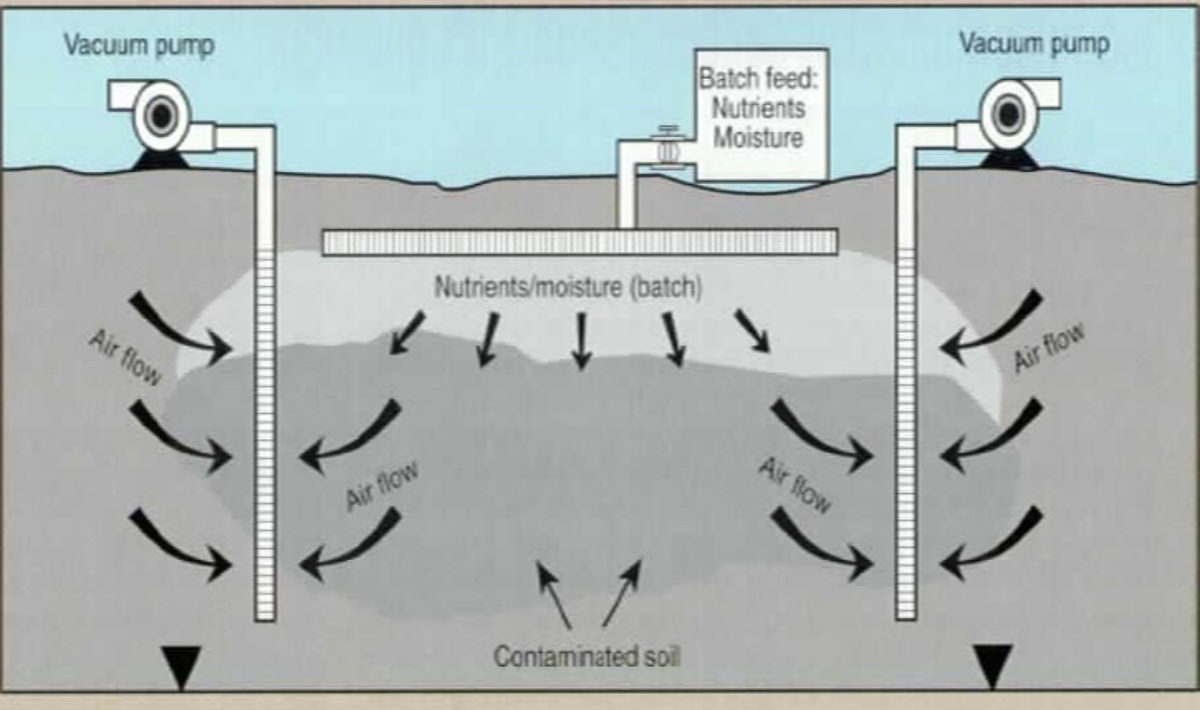 Vacuum pump
Vacuum pump
Batch feed:
Nutrients
Moisture
Nutrients/moisture (batch)
Air flow
Air flow
Air flow
Air flow
Contaminated soil